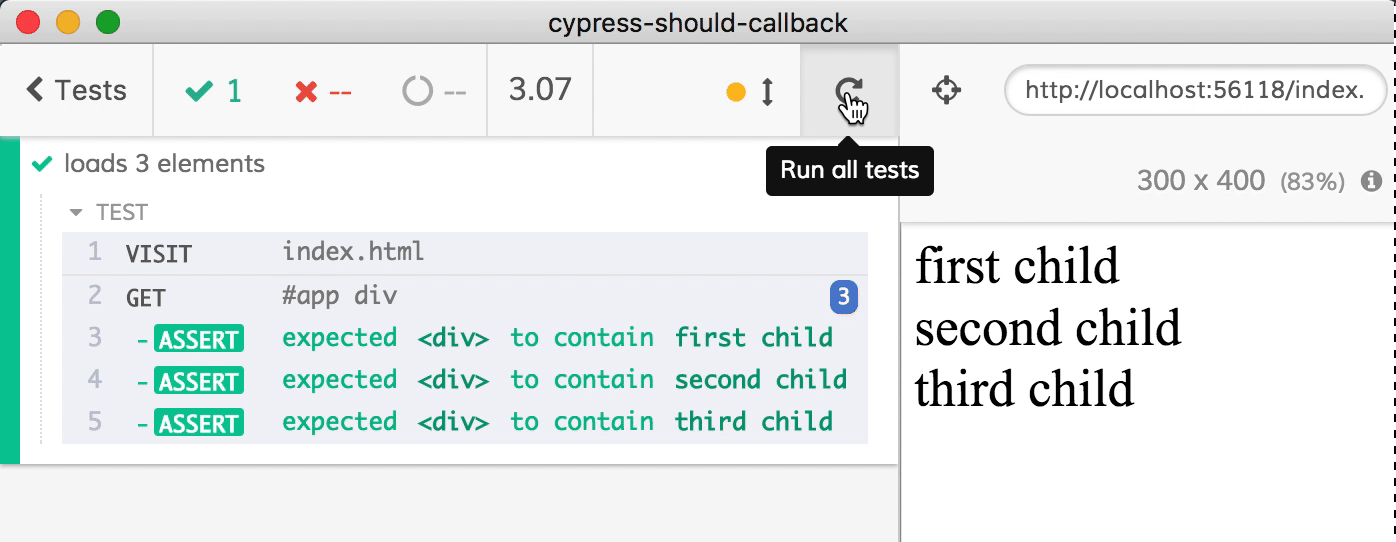 cypress-should-callback
Tests 1 -- -- 3.07 http://localhost:56118/index.
Run all tests
loads 3 elements
300 x 400 (83%)
TEST
1 VISIT index.html
2 GET #app div 3
3 -ASSERT expected <div> to contain first child
4 -ASSERT expected <div> to contain second child
5 -ASSERT expected <div> to contain third child
first child
second child
third child